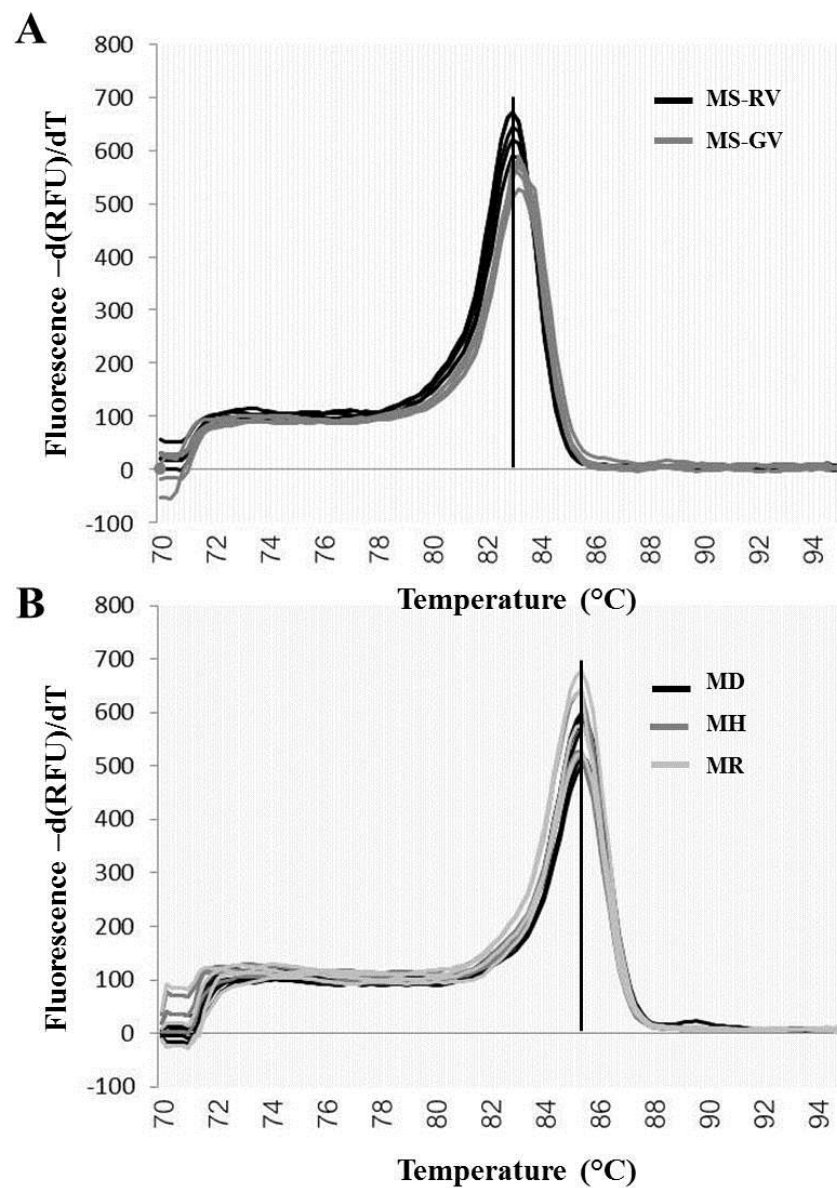 A
800
700
600
500
400
300
200
100
0
-100
Fluorescence –d(RFU)/dT
MS-RV
MS-GV
70 72 74 76 78 80 82 84 86 88 90 92 94
Temperature (°C)
B
800
700
600
500
400
300
200
100
0
-100
Fluorescence –d(RFU)/dT
MD
MH
MR
70 72 74 76 78 80 82 84 86 88 90 92 94
Temperature (°C)